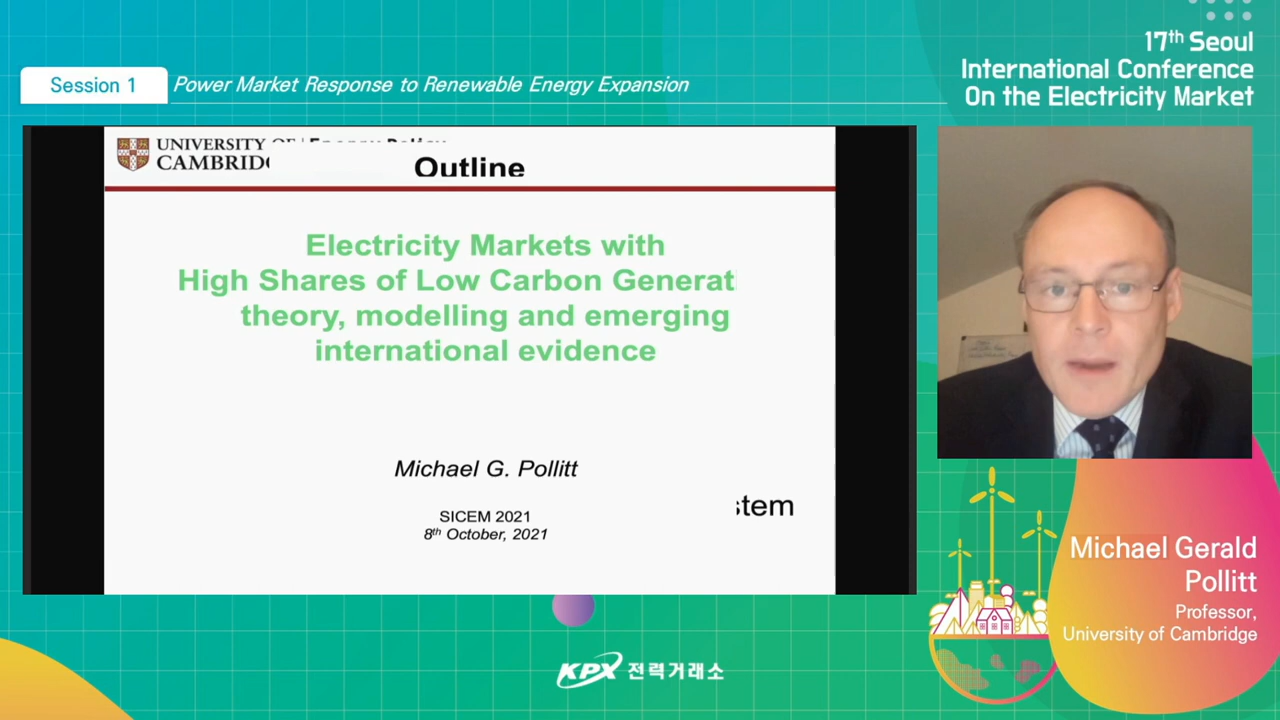 17th Seoul
International Conference
On the Electricity Market
Session 1
Power Market Response to Renewable Energy Expansion
UNIVERSITY OF
CAMBRIDG
Outline
Electricity Markets with
High Shares of Low Carbon Generat
theory, modelling and emerging
international evidence
Michael G. Pollitt
stem
SICEM 2021
8th October, 2021
Michael Gerald
Pollitt
Professor,
University of Cambridge
KPX 전력거래소